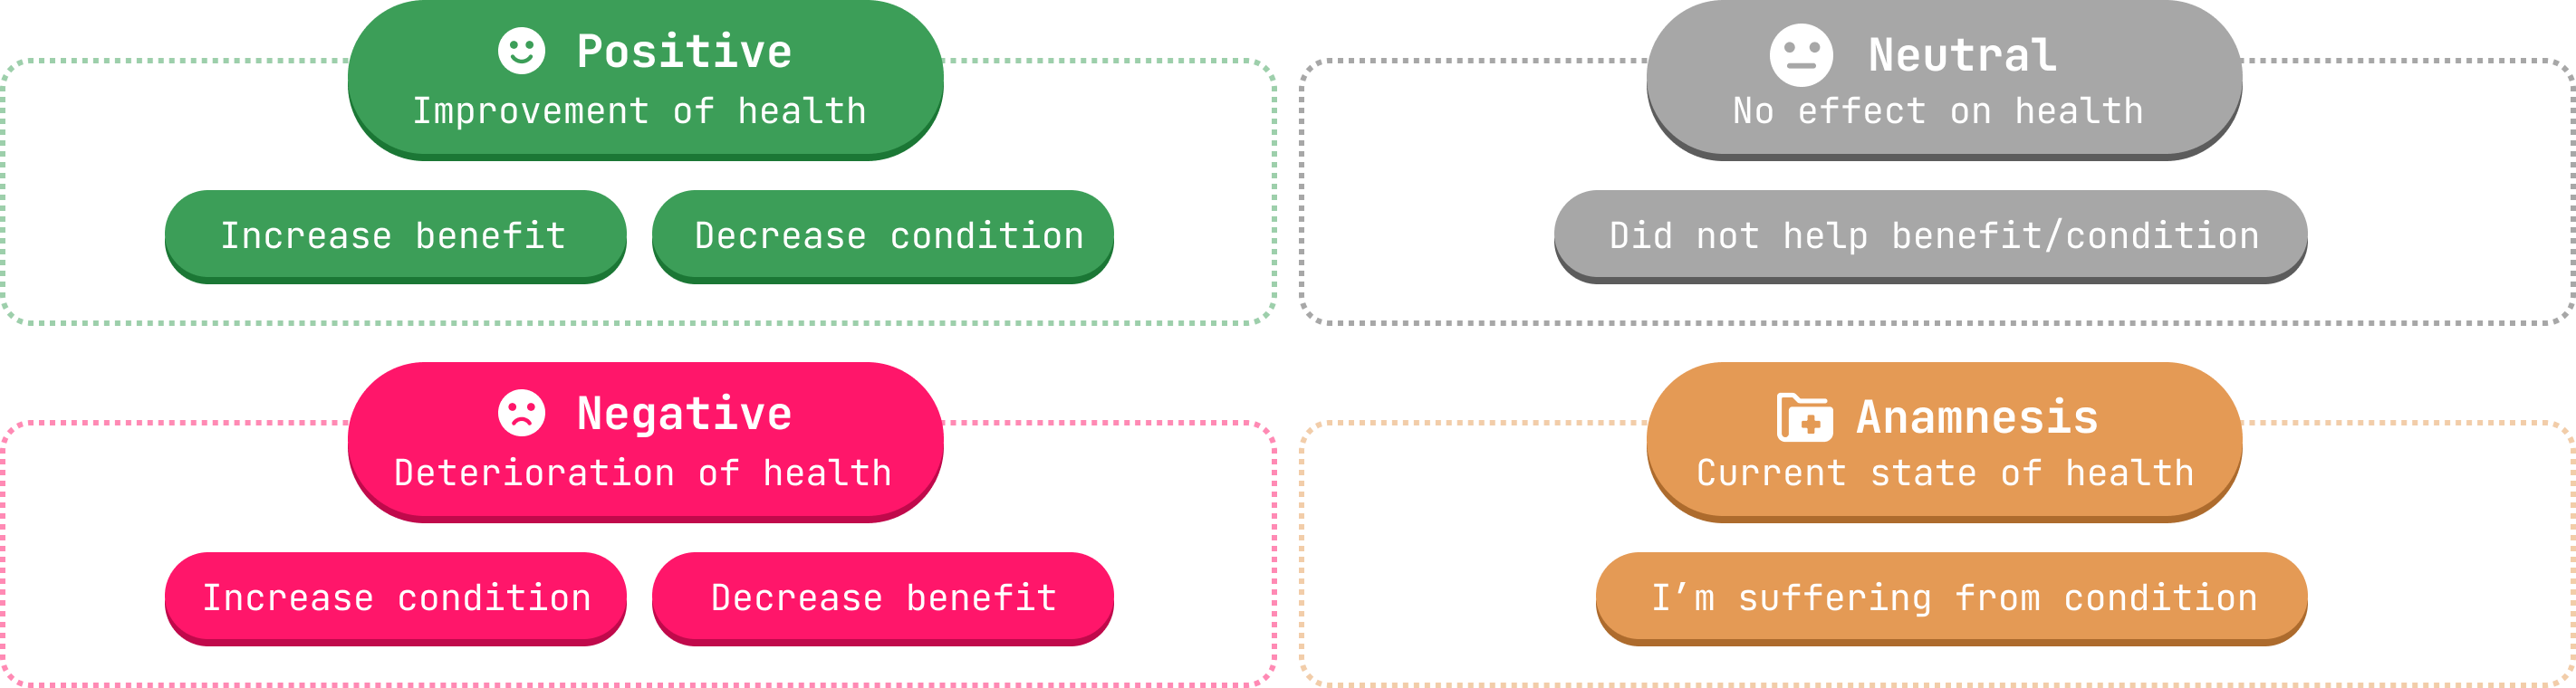 Positive
Improvement of health
Increase benefit
Decrease condition
Neutral
No effect on health
Did not help benefit/condition
Negative
Deterioration of health
Increase condition
Decrease benefit
Anamnesis
Current state of health
I’m suffering from condition